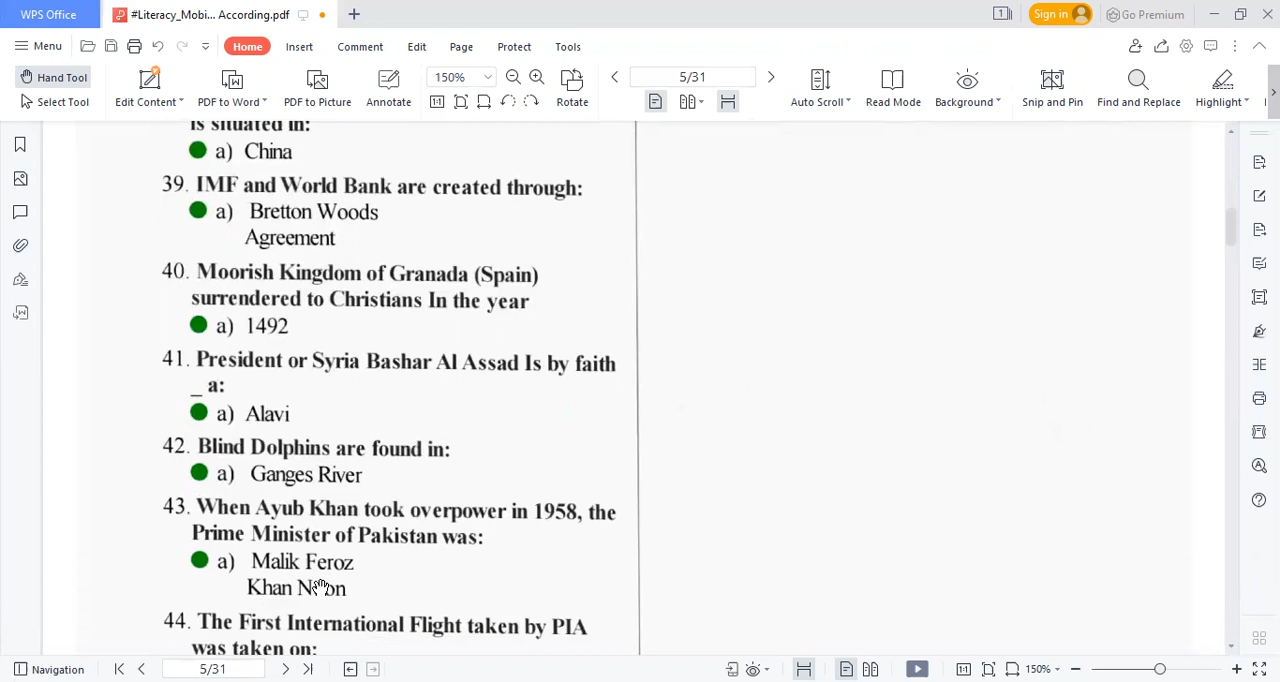 WPS Office
#Literacy_Mobi... According.pdf
Sign in
Go Premium
Menu
Home
Insert
Comment
Edit
Page
Protect
Tools
Hand Tool
Select Tool
Edit Content
PDF to Word
PDF to Picture
Annotate
150%
Rotate
5/31
Auto Scroll
Read Mode
Background
Snip and Pin
Find and Replace
Highlight
is situated in:
a) China
39. IMF and World Bank are created through:
a) Bretton Woods
Agreement
40. Moorish Kingdom of Granada (Spain)
surrendered to Christians In the year
a) 1492
41. President or Syria Bashar Al Assad Is by faith
_ a:
a) Alavi
42. Blind Dolphins are found in:
a) Ganges River
43. When Ayub Khan took overpower in 1958, the
Prime Minister of Pakistan was:
a) Malik Feroz
Khan Noon
44. The First International Flight taken by PIA
was taken on:
Navigation
5/31
150%